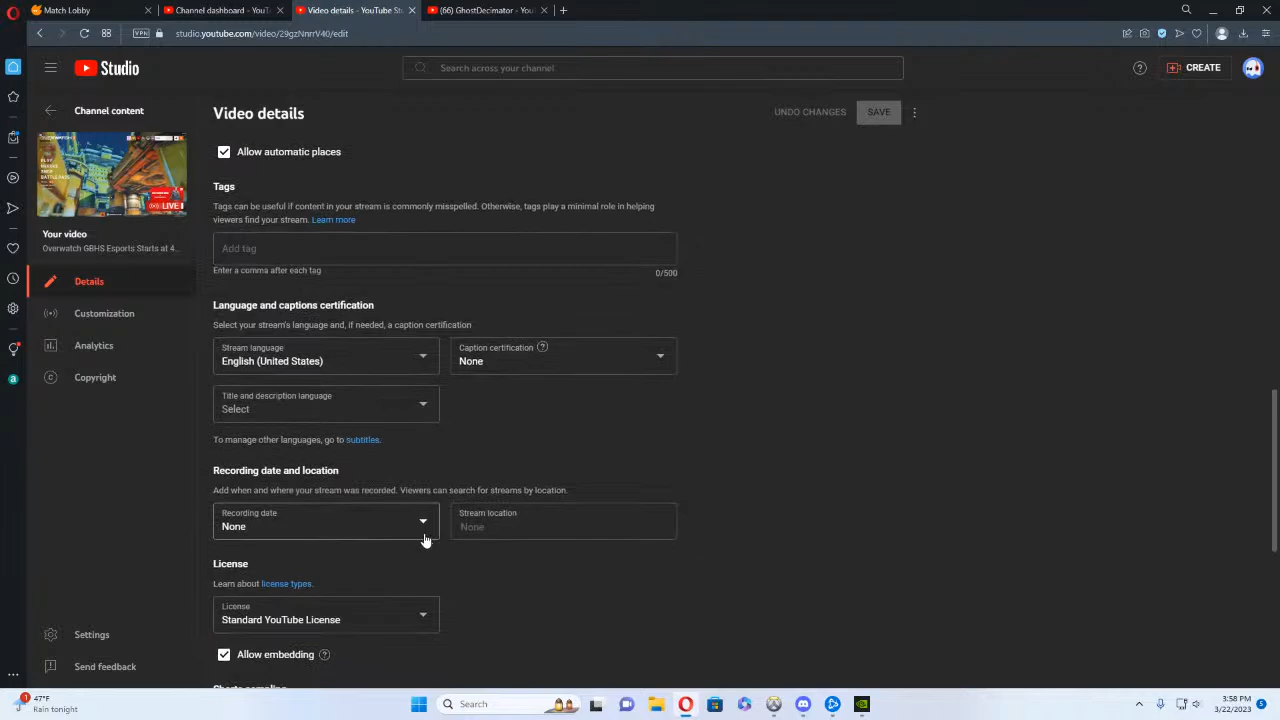 Match Lobby
Channel dashboard - YouT
Video details - YouTube St
(66) GhostDecimator - YouT
VPN
studio.youtube.com/video/29gzNnrrV40/edit
Studio
Search across your channel
CREATE
Channel content
Video details
UNDO CHANGES
SAVE
LIVE
Your video
Overwatch GBHS Esports Starts at 4...
Details
Customization
Analytics
Copyright
Settings
Send feedback
Allow automatic places
Tags
Tags can be useful if content in your stream is commonly misspelled. Otherwise, tags play a minimal role in helping
viewers find your stream. Learn more
Add tag
Enter a comma after each tag
0/500
Language and captions certification
Select your stream's language and, if needed, a caption certification
Stream language
English (United States)
Caption certification
None
Title and description language
Select
To manage other languages, go to subtitles.
Recording date and location
Add when and where your stream was recorded. Viewers can search for streams by location.
Recording date
None
Stream location
None
License
Learn about license types.
License
Standard YouTube License
Allow embedding
1
47°F
Rain tonight
Search
3:58 PM
3/22/2023